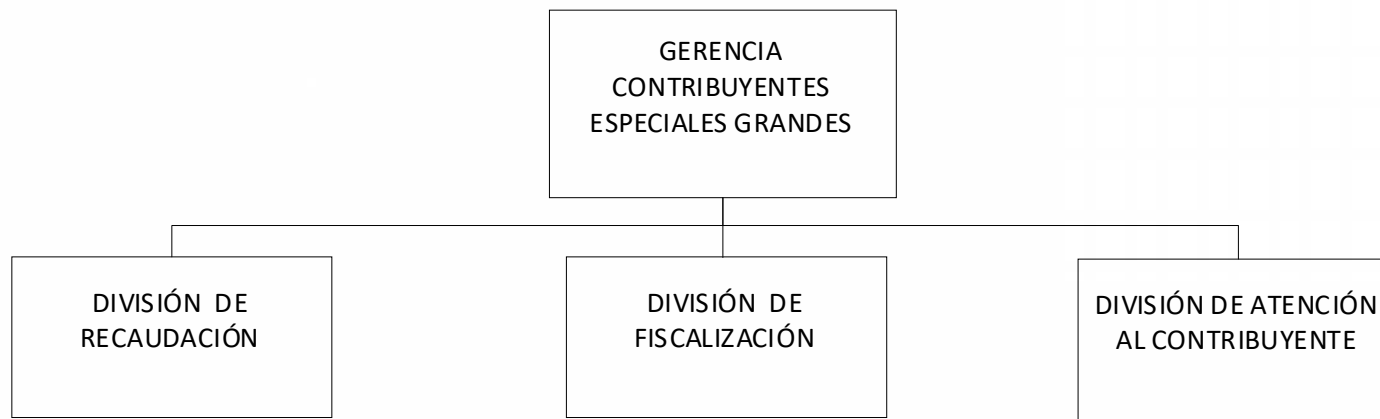 GERENCIA
CONTRIBUYENTES
ESPECIALES GRANDES
DIVISIÓN DE
RECAUDACIÓN
DIVISIÓN DE
FISCALIZACIÓN
DIVISIÓN DE ATENCIÓN
AL CONTRIBUYENTE